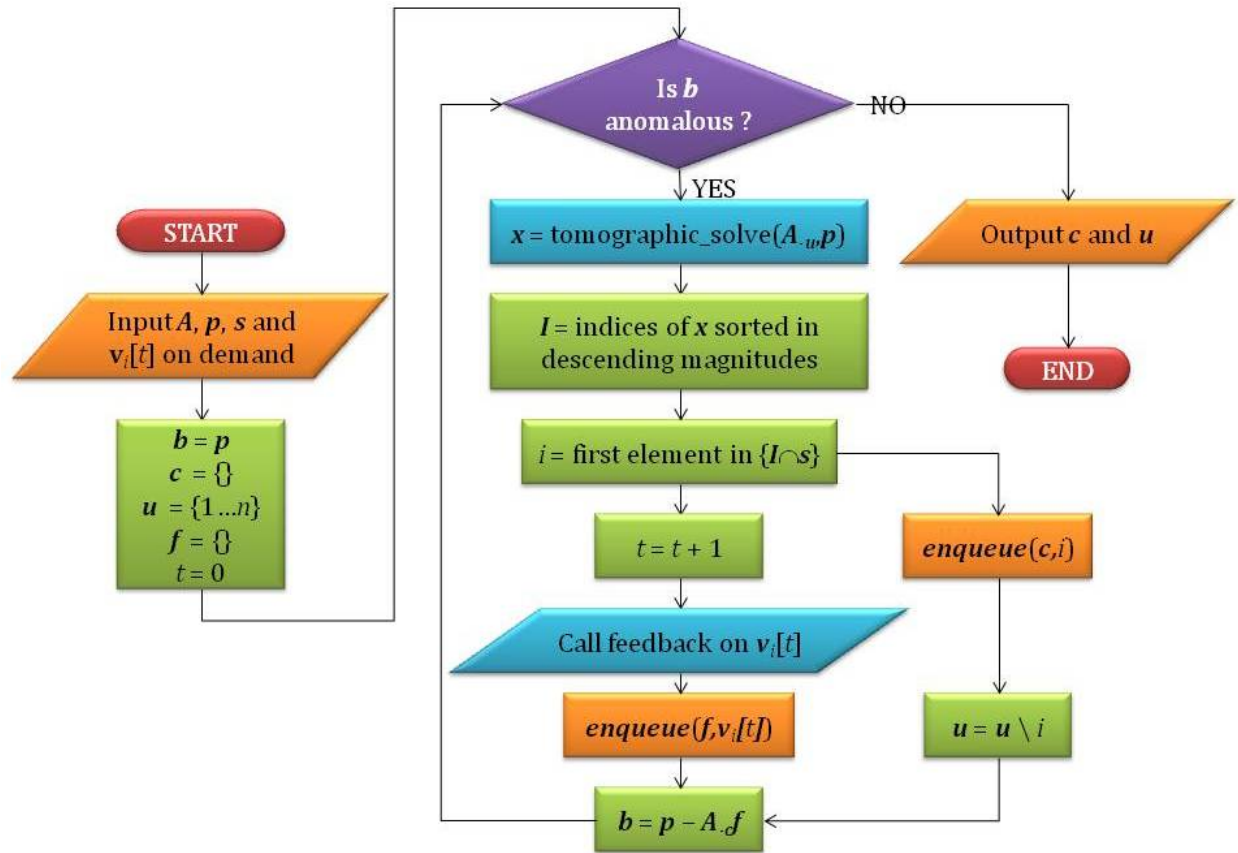 START
Input A, p, s and
vᵢ[t] on demand
b = p
c = {}
u = {1...n}
f = {}
t = 0
Is b
anomalous ?
NO
YES
x = tomographic_solve(A.u,p)
I = indices of x sorted in
descending magnitudes
i = first element in {I∩s}
t = t + 1
Call feedback on vᵢ[t]
enqueue(f,vᵢ[t])
b = p – A.cf
enqueue(c,i)
u = u \ i
Output c and u
END